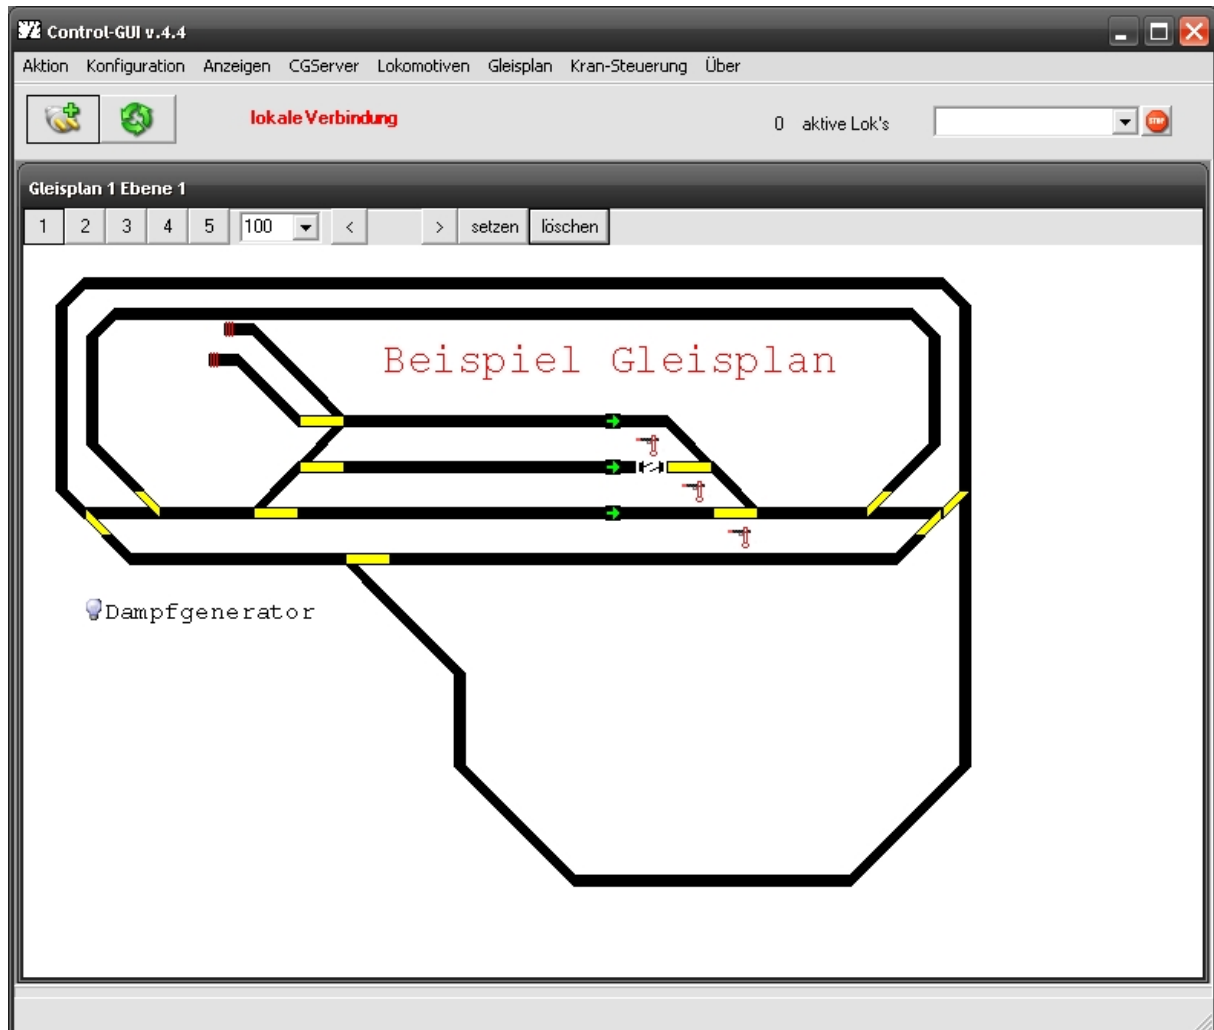 Control-GUI v.4.4
Aktion Konfiguration Anzeigen CGServer Lokomotiven Gleisplan Kran-Steuerung Über
lokale Verbindung 0 aktive Lok's STOP
Gleisplan 1 Ebene 1
1 2 3 4 5 100 < > setzen löschen
Beispiel Gleisplan
Dampfgenerator